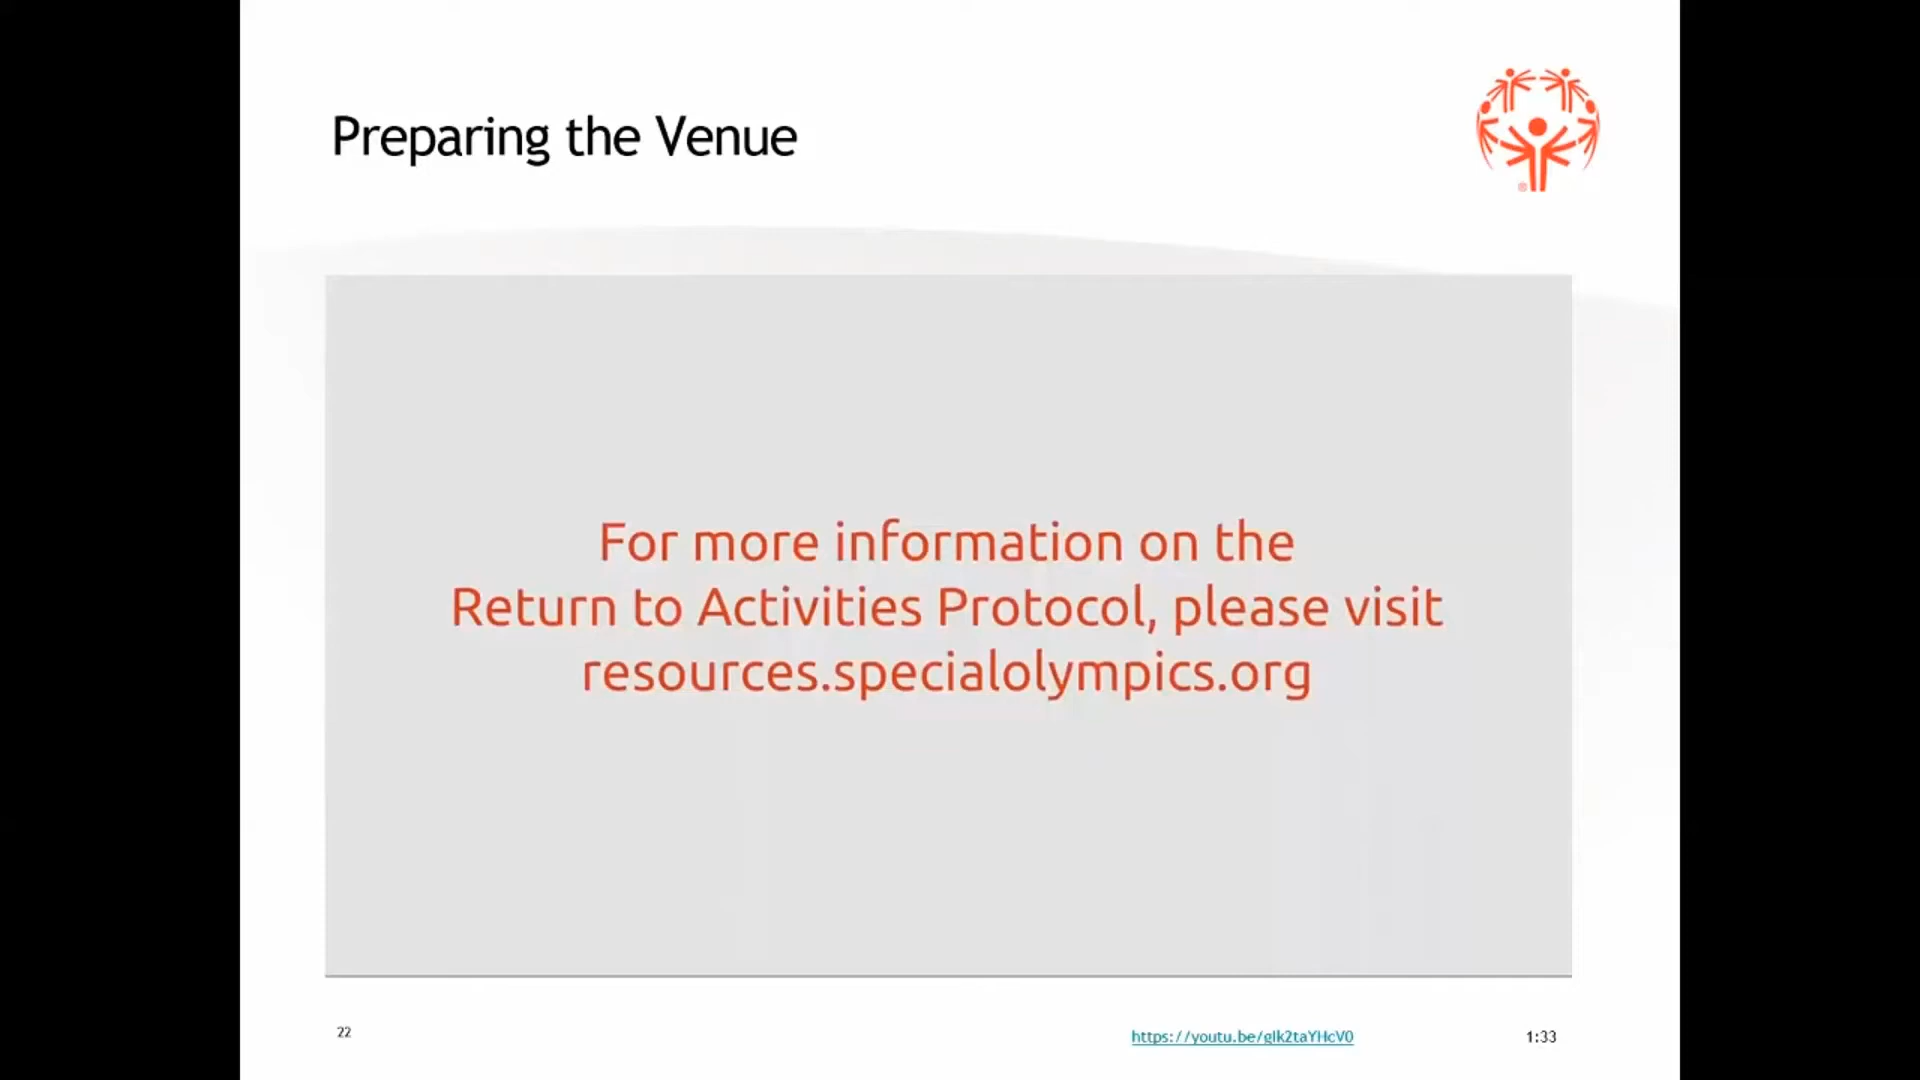 Preparing the Venue
®
For more information on the
Return to Activities Protocol, please visit
resources.specialolympics.org
22
https://youtu.be/glk2taYHcV0
1:33